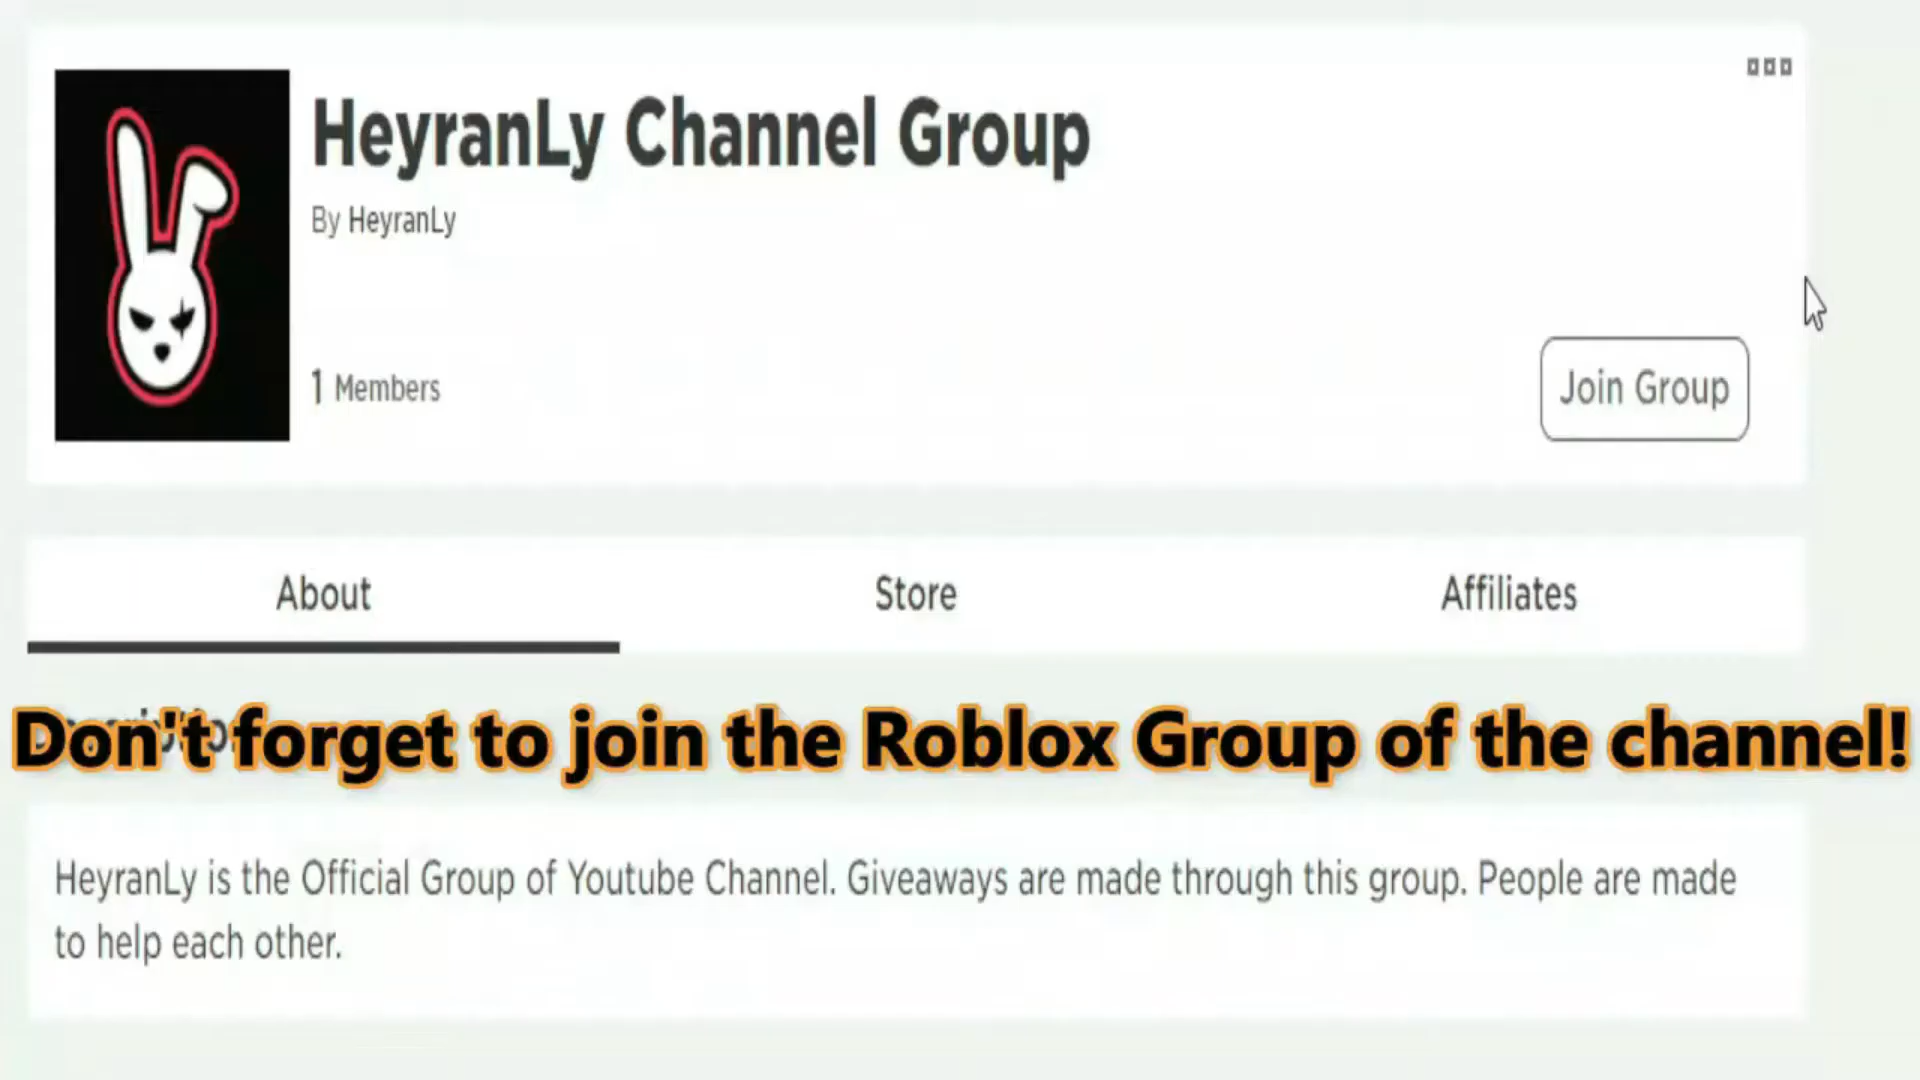 HeyranLy Channel Group
By HeyranLy
1 Members
Join Group
About
Store
Affiliates
Don't forget to join the Roblox Group of the channel!
HeyranLy is the Official Group of Youtube Channel. Giveaways are made through this group. People are made
to help each other.